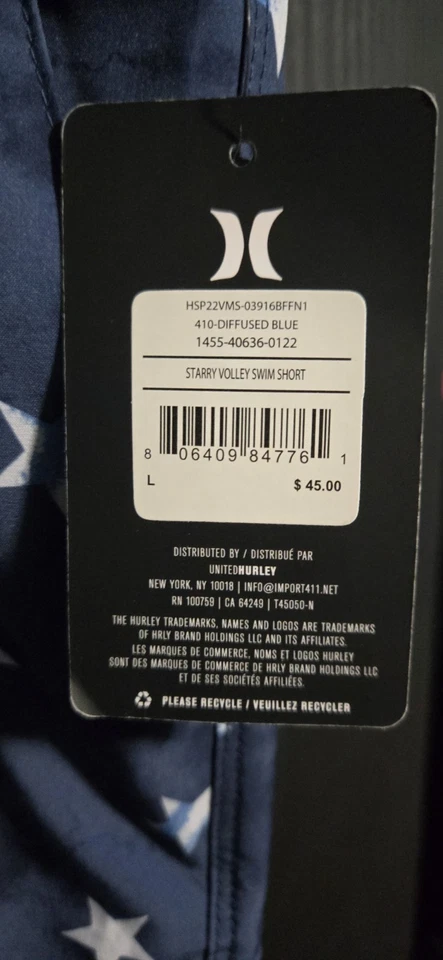 HSP22VMS-03916BFFN1
410-DIFFUSED BLUE
1455-40636-0122
STARRY VOLLEY SWIM SHORT
8 06409 84776 1
L $ 45.00
DISTRIBUTED BY / DISTRIBUÉ PAR
UNITEDHURLEY
NEW YORK, NY 10018 | INFO@IMPORT411.NET
RN 100759 | CA 64249 | T45050-N
THE HURLEY TRADEMARKS, NAMES AND LOGOS ARE TRADEMARKS
OF HRLY BRAND HOLDINGS LLC AND ITS AFFILIATES.
LES MARQUES DE COMMERCE, NOMS ET LOGOS HURLEY
SONT DES MARQUES DE COMMERCE DE HRLY BRAND HOLDINGS LLC
ET DE SES SOCIÉTÉS AFFILIÉES.
PLEASE RECYCLE / VEUILLEZ RECYCLER